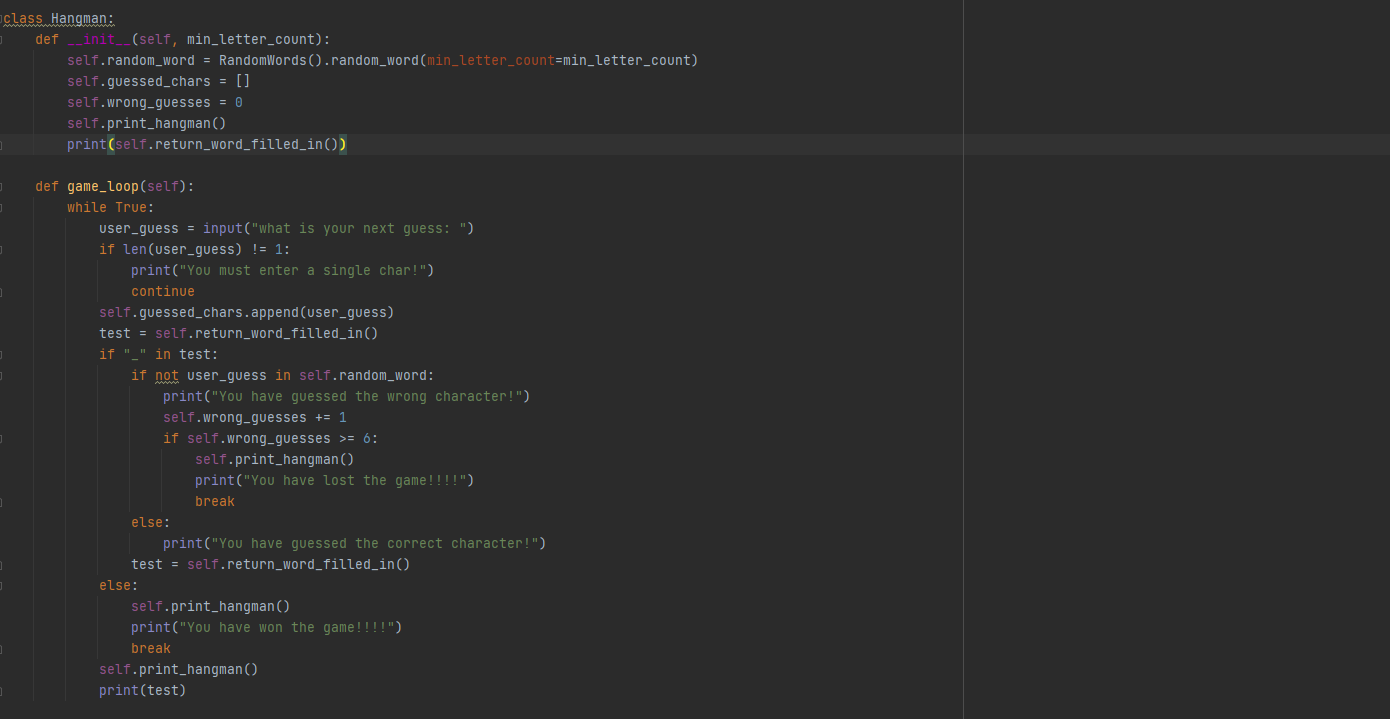 class Hangman:
    def __init__(self, min_letter_count):
        self.random_word = RandomWords().random_word(min_letter_count=min_letter_count)
        self.guessed_chars = []
        self.wrong_guesses = 0
        self.print_hangman()
        print(self.return_word_filled_in())

    def game_loop(self):
        while True:
            user_guess = input("what is your next guess: ")
            if len(user_guess) != 1:
                print("You must enter a single char!")
                continue
            self.guessed_chars.append(user_guess)
            test = self.return_word_filled_in()
            if "_" in test:
                if not user_guess in self.random_word:
                    print("You have guessed the wrong character!")
                    self.wrong_guesses += 1
                    if self.wrong_guesses >= 6:
                        self.print_hangman()
                        print("You have lost the game!!!!")
                        break
                else:
                    print("You have guessed the correct character!")
                test = self.return_word_filled_in()
            else:
                self.print_hangman()
                print("You have won the game!!!!")
                break
            self.print_hangman()
            print(test)